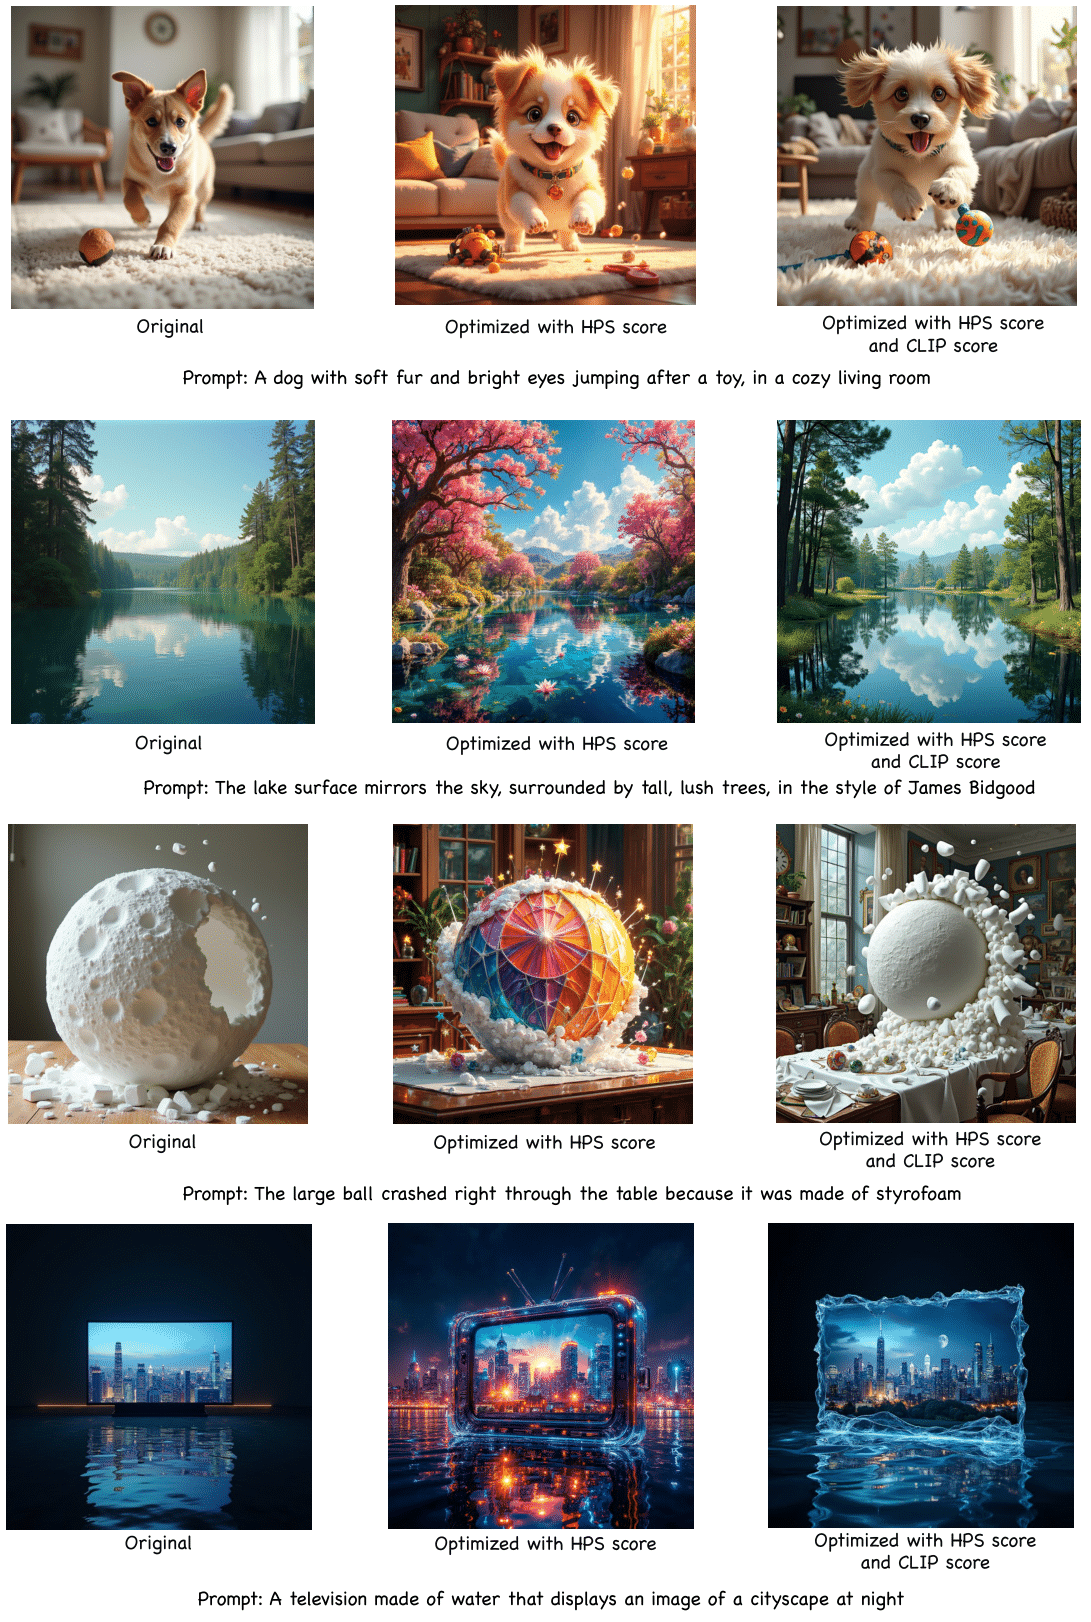 Original
Optimized with HPS score
Optimized with HPS score
and CLIP score
Prompt: A dog with soft fur and bright eyes jumping after a toy, in a cozy living room
Original
Optimized with HPS score
Optimized with HPS score
and CLIP score
Prompt: The lake surface mirrors the sky, surrounded by tall, lush trees, in the style of James Bidgood
Original
Optimized with HPS score
Optimized with HPS score
and CLIP score
Prompt: The large ball crashed right through the table because it was made of styrofoam
Original
Optimized with HPS score
Optimized with HPS score
and CLIP score
Prompt: A television made of water that displays an image of a cityscape at night